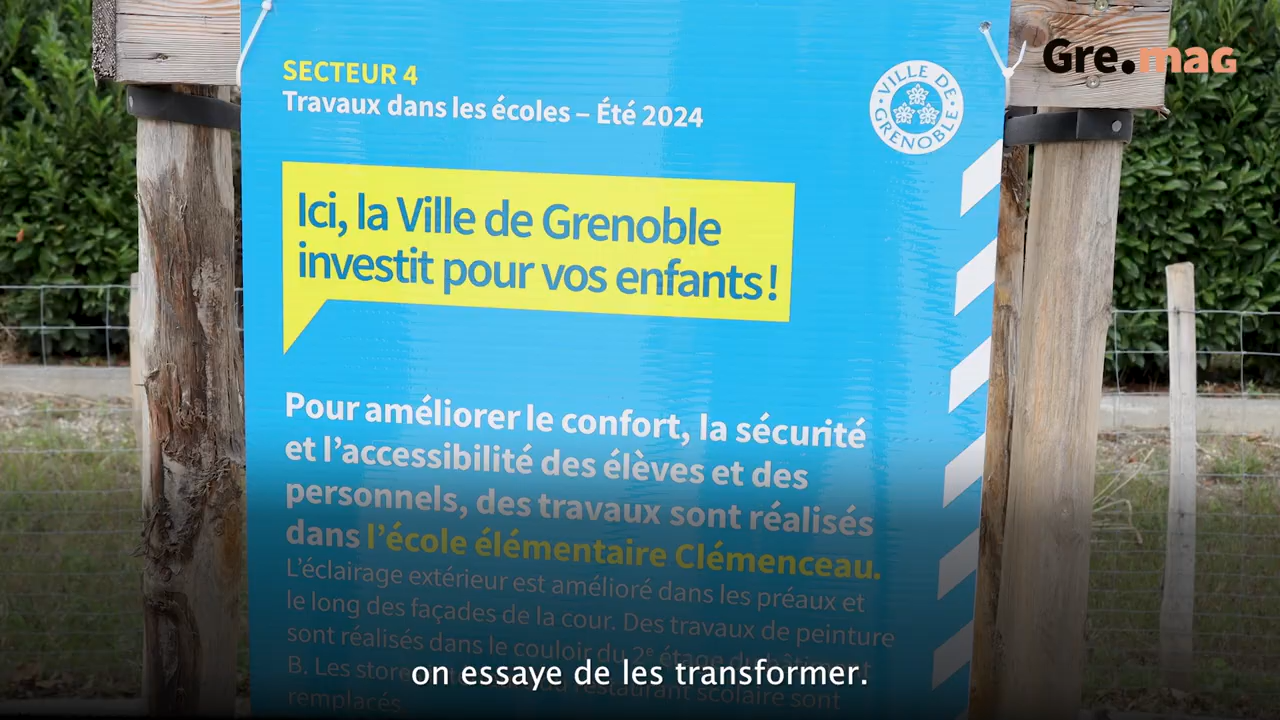 Gre.mag
SECTEUR 4
Travaux dans les écoles – Été 2024
VILLE DE GRENOBLE
Ici, la Ville de Grenoble
investit pour vos enfants !
Pour améliorer le confort, la sécurité
et l'accessibilité des élèves et des
personnels, des travaux sont réalisés
dans l'école élémentaire Clémenceau.
L'éclairage extérieur est amélioré dans les préaux et
le long des façades de la cour. Des travaux de peinture
sont réalisés dans le couloir du 2e étage du bâtiment
B. Les stores du restaurant scolaire sont
remplacés
on essaye de les transformer.